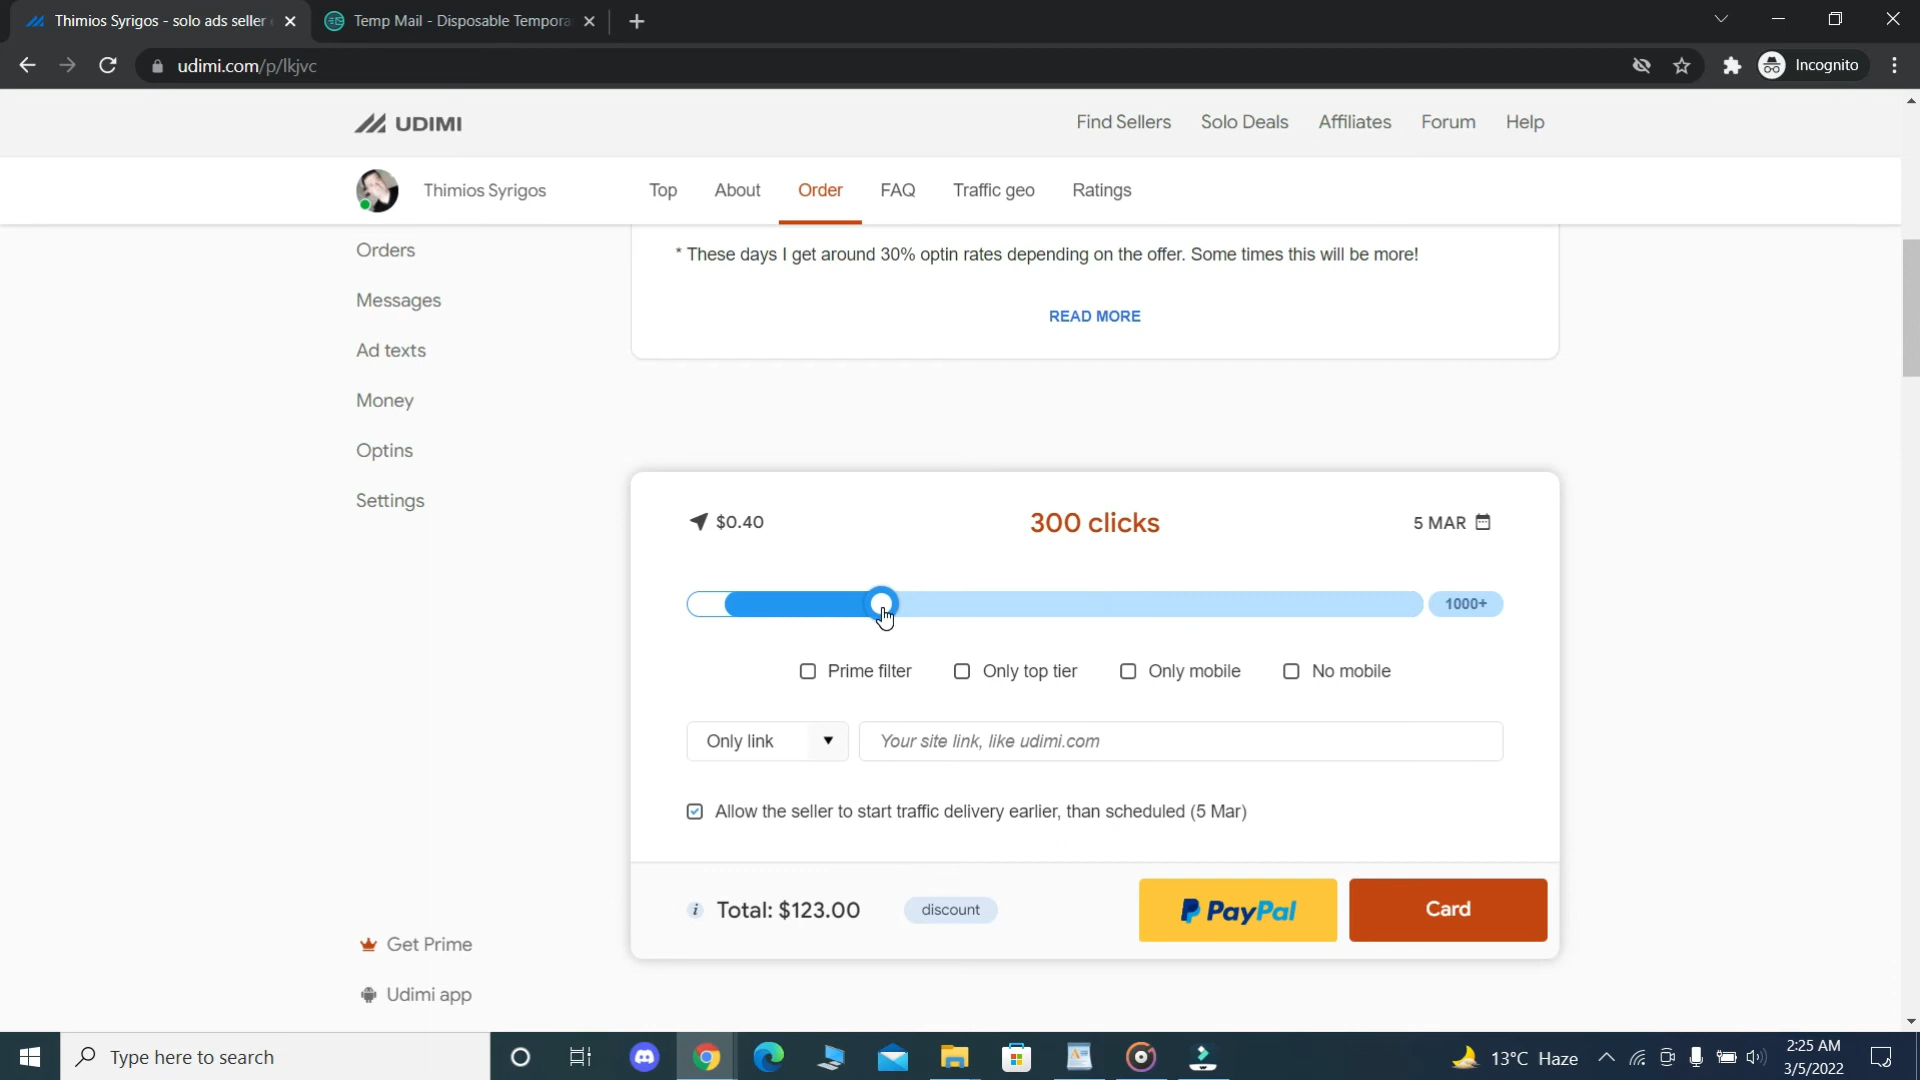 Thimios Syrigos - solo ads seller
Temp Mail - Disposable Tempora
udimi.com/p/lkjvc
Incognito
UDIMI
Find Sellers
Solo Deals
Affiliates
Forum
Help
Thimios Syrigos
Top
About
Order
FAQ
Traffic geo
Ratings
Orders
Messages
Ad texts
Money
Optins
Settings
* These days I get around 30% optin rates depending on the offer. Some times this will be more!
READ MORE
$0.40
300 clicks
5 MAR
1000+
Prime filter
Only top tier
Only mobile
No mobile
Only link
Your site link, like udimi.com
Allow the seller to start traffic delivery earlier, than scheduled (5 Mar)
Total: $123.00
discount
PayPal
Card
Get Prime
Udimi app
Type here to search
13°C Haze
2:25 AM
3/5/2022